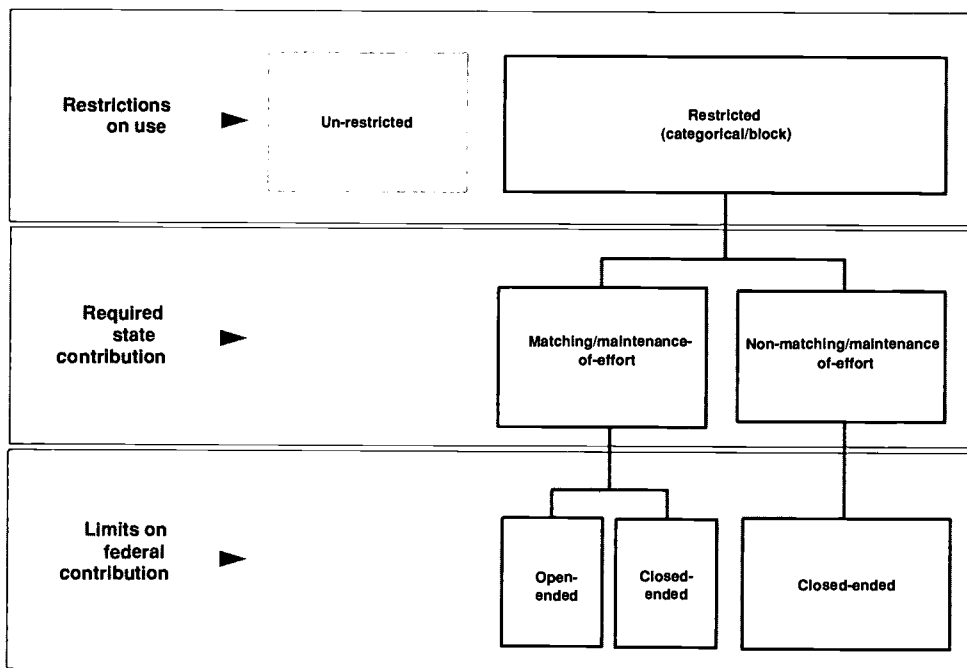 Restrictions
on use
Un-restricted
Restricted
(categorical/block)
Required
state
contribution
Matching/maintenance-
of-effort
Non-matching/maintenance
of-effort
Limits on
federal
contribution
Open-
ended
Closed-
ended
Closed-ended